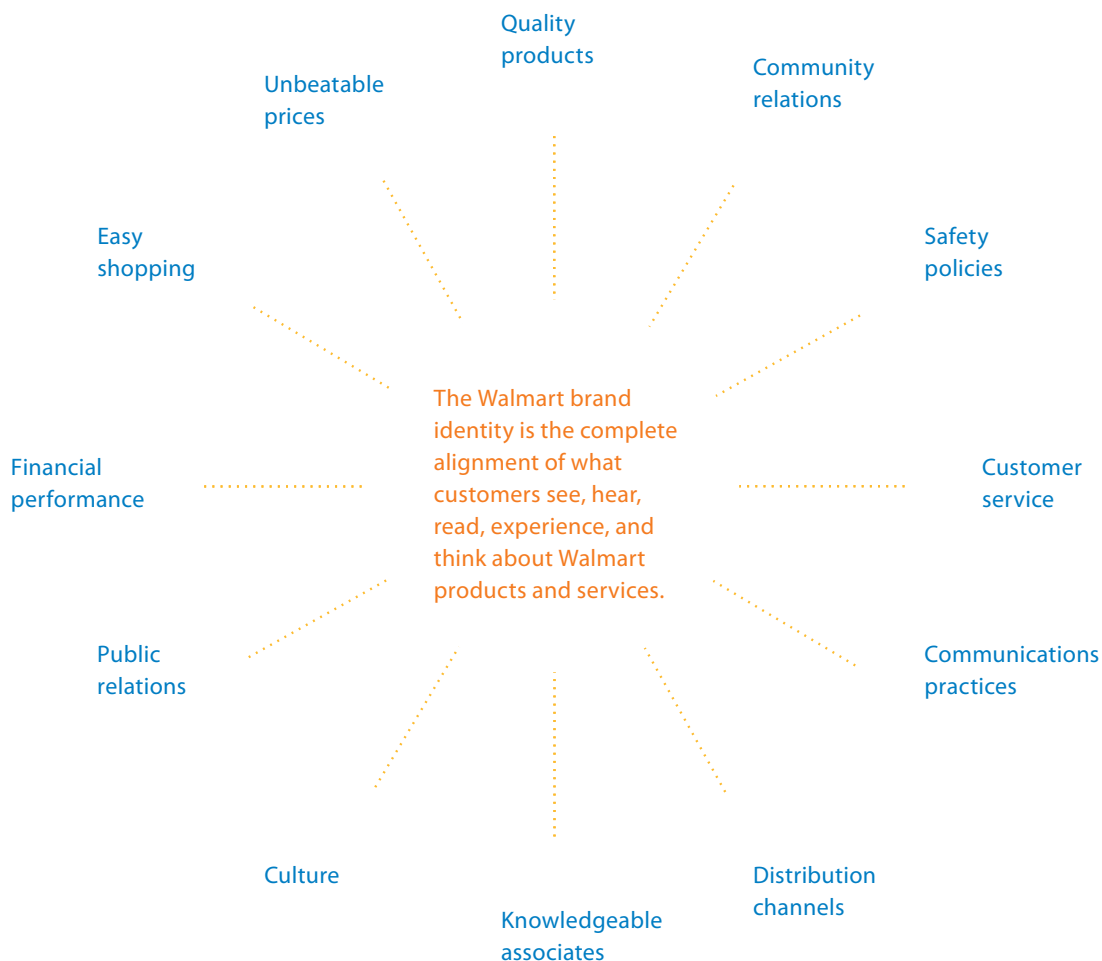 Quality
products
Community
relations
Unbeatable
prices
Easy
shopping
Safety
policies
The Walmart brand
identity is the complete
alignment of what
customers see, hear,
read, experience, and
think about Walmart
products and services.
Financial
performance
Customer
service
Public
relations
Communications
practices
Culture
Distribution
channels
Knowledgeable
associates